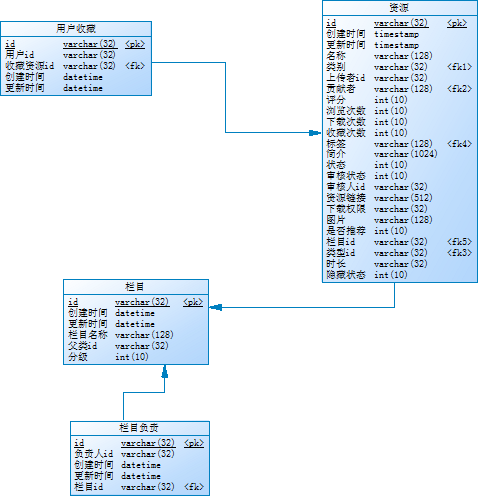 用户收藏
id varchar(32) <pk>
用户id varchar(32)
收藏资源id varchar(32) <fk>
创建时间 datetime
更新时间 datetime
资源
id varchar(32) <pk>
创建时间 timestamp
更新时间 timestamp
名称 varchar(128)
类别 varchar(32) <fk1>
上传者id varchar(32)
贡献者 varchar(128) <fk2>
评分 int(10)
浏览次数 int(10)
下载次数 int(10)
收藏次数 int(10)
标签 varchar(128) <fk4>
简介 varchar(1024)
状态 int(10)
审核状态 int(10)
审核人id varchar(32)
资源链接 varchar(512)
下载权限 varchar(32)
图片 varchar(128)
是否推荐 int(10)
栏目id varchar(32) <fk5>
类型id varchar(32) <fk3>
时长 varchar(32)
隐藏状态 int(10)
栏目
id varchar(32) <pk>
创建时间 datetime
更新时间 datetime
栏目名称 varchar(128)
父类id varchar(32)
分级 int(10)
栏目负责
id varchar(32) <pk>
负责人id varchar(32)
创建时间 datetime
更新时间 datetime
栏目id varchar(32) <fk>